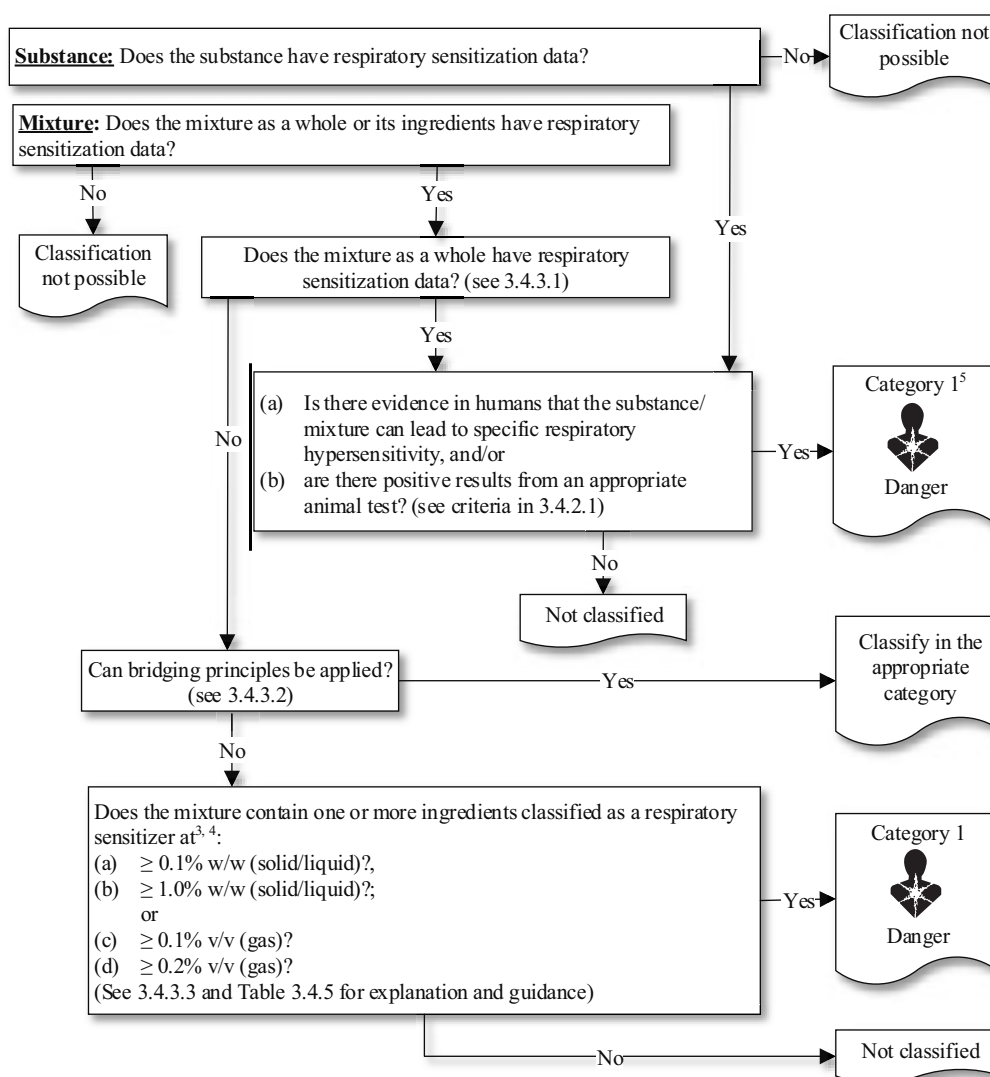 Substance: Does the substance have respiratory sensitization data?
No
Classification not
possible
Mixture: Does the mixture as a whole or its ingredients have respiratory
sensitization data?
No
Yes
Yes
Classification
not possible
Does the mixture as a whole have respiratory
sensitization data? (see 3.4.3.1)
Yes
No
(a) Is there evidence in humans that the substance/
mixture can lead to specific respiratory
hypersensitivity, and/or
(b) are there positive results from an appropriate
animal test? (see criteria in 3.4.2.1)
Yes
Category 1⁵
Danger
No
Not classified
Can bridging principles be applied?
(see 3.4.3.2)
Yes
Classify in the
appropriate
category
No
Does the mixture contain one or more ingredients classified as a respiratory
sensitizer at³, ⁴:
(a) ≥ 0.1% w/w (solid/liquid)?,
(b) ≥ 1.0% w/w (solid/liquid)?;
or
(c) ≥ 0.1% v/v (gas)?
(d) ≥ 0.2% v/v (gas)?
(See 3.4.3.3 and Table 3.4.5 for explanation and guidance)
Yes
Category 1
Danger
No
Not classified